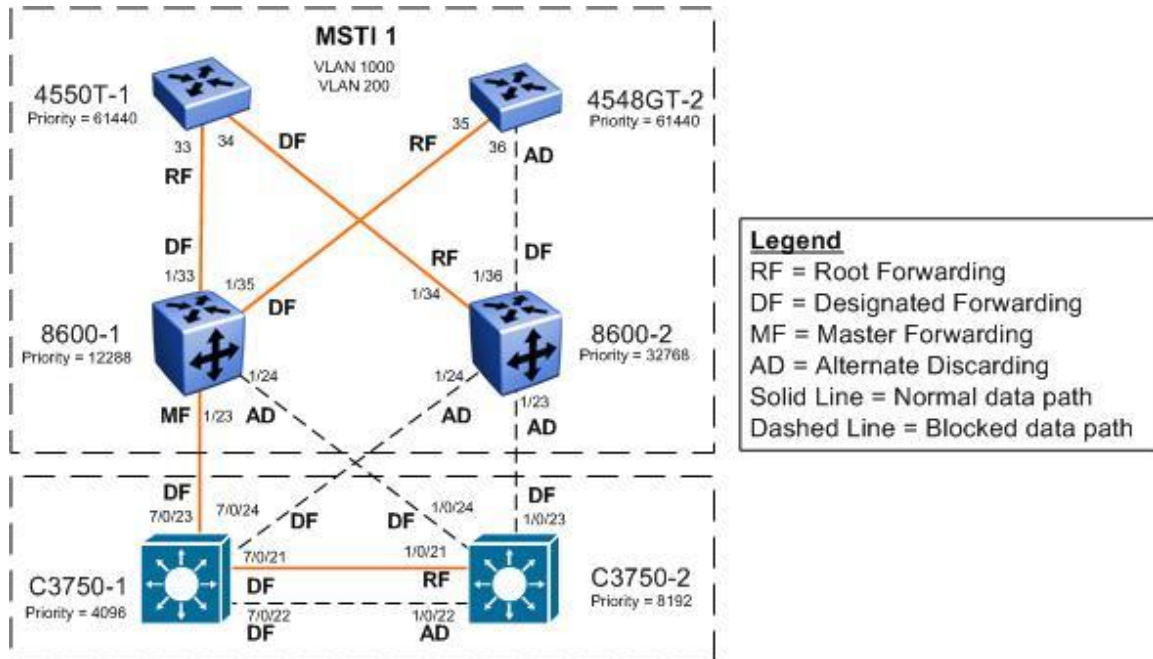 MSTI 1
VLAN 1000
VLAN 200
4550T-1
Priority = 61440
4548GT-2
Priority = 61440
33
34
DF
RF
35
36
AD
RF
DF
1/33
1/35
DF
RF
1/34
1/36
DF
8600-1
Priority = 12288
8600-2
Priority = 32768
1/24
MF
1/23
AD
1/24
AD
1/23
AD
DF
7/0/23
7/0/24
DF
1/0/24
DF
DF
1/0/23
7/0/21
1/0/21
DF
RF
C3750-1
Priority = 4096
C3750-2
Priority = 8192
7/0/22
DF
1/0/22
AD
Legend
RF = Root Forwarding
DF = Designated Forwarding
MF = Master Forwarding
AD = Alternate Discarding
Solid Line = Normal data path
Dashed Line = Blocked data path